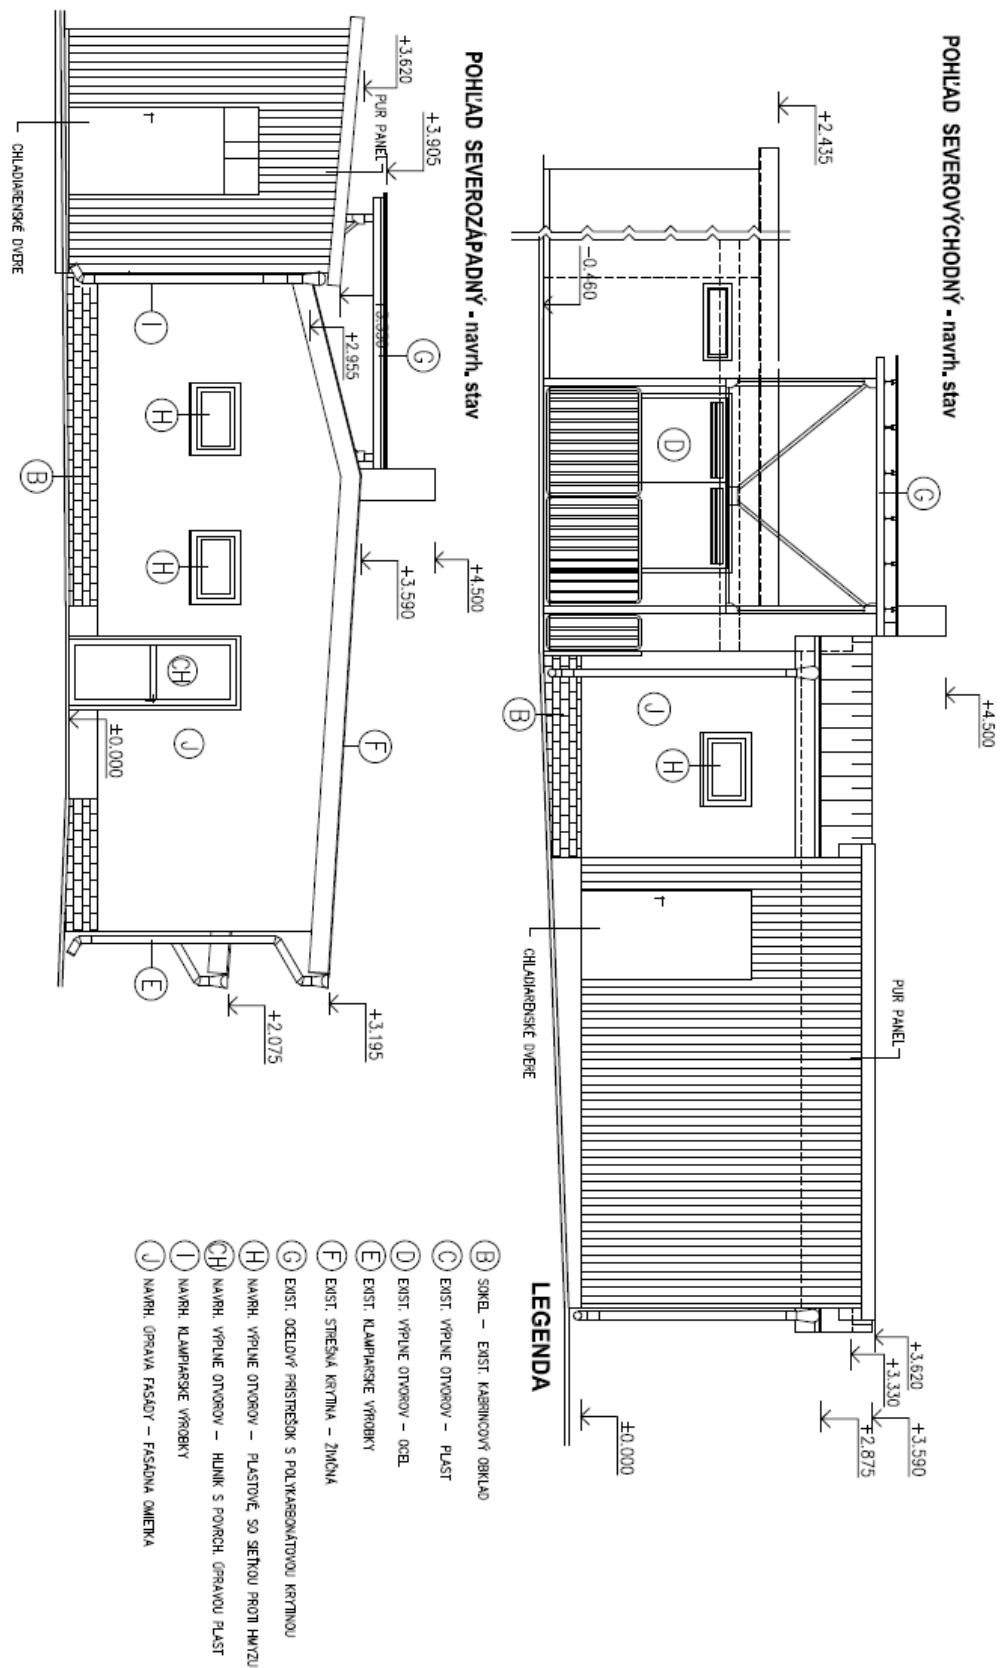 POHĽAD SEVEROVÝCHODNÝ - navrh. stav
+2.435
-0.460
G
D
+4.500
B
J
H
CHLADIARENSKÉ DVERE
PUR PANEL
+3.620
+3.330
+3.590
+2.875
±0.000
POHĽAD SEVEROZÁPADNÝ - navrh. stav
+3.620
PUR PANEL
+3.905
CHLADIARENSKÉ DVERE
I
+2.955
G
H
B
H
+3.590
+4.500
CH
J
±0.000
F
E
+2.075
+3.195
LEGENDA
B SOKEL – EXIST. KABRINCOVÝ OBKLAD
C EXIST. VÝPLNE OTVOROV – PLAST
D EXIST. VÝPLNE OTVOROV – OCEL
E EXIST. KLAMPIARSKE VÝROBKY
F EXIST. STREŠNÁ KRYTINA – ŽIVIČNÁ
G EXIST. OCELOVÝ PRÍSTREŠOK S POLYKARBONÁTOVOU KRYTINOU
H NAVRH. VÝPLNE OTVOROV – PLASTOVÉ, SO SIEŤKOU PROTI HMYZU
CH NAVRH. VÝPLNE OTVOROV – HLINÍK S POVRCH. ÚPRAVOU PLAST
I NAVRH. KLAMPIARSKE VÝROBKY
J NAVRH. ÚPRAVA FASÁDY – FASÁDNA OMIETKA